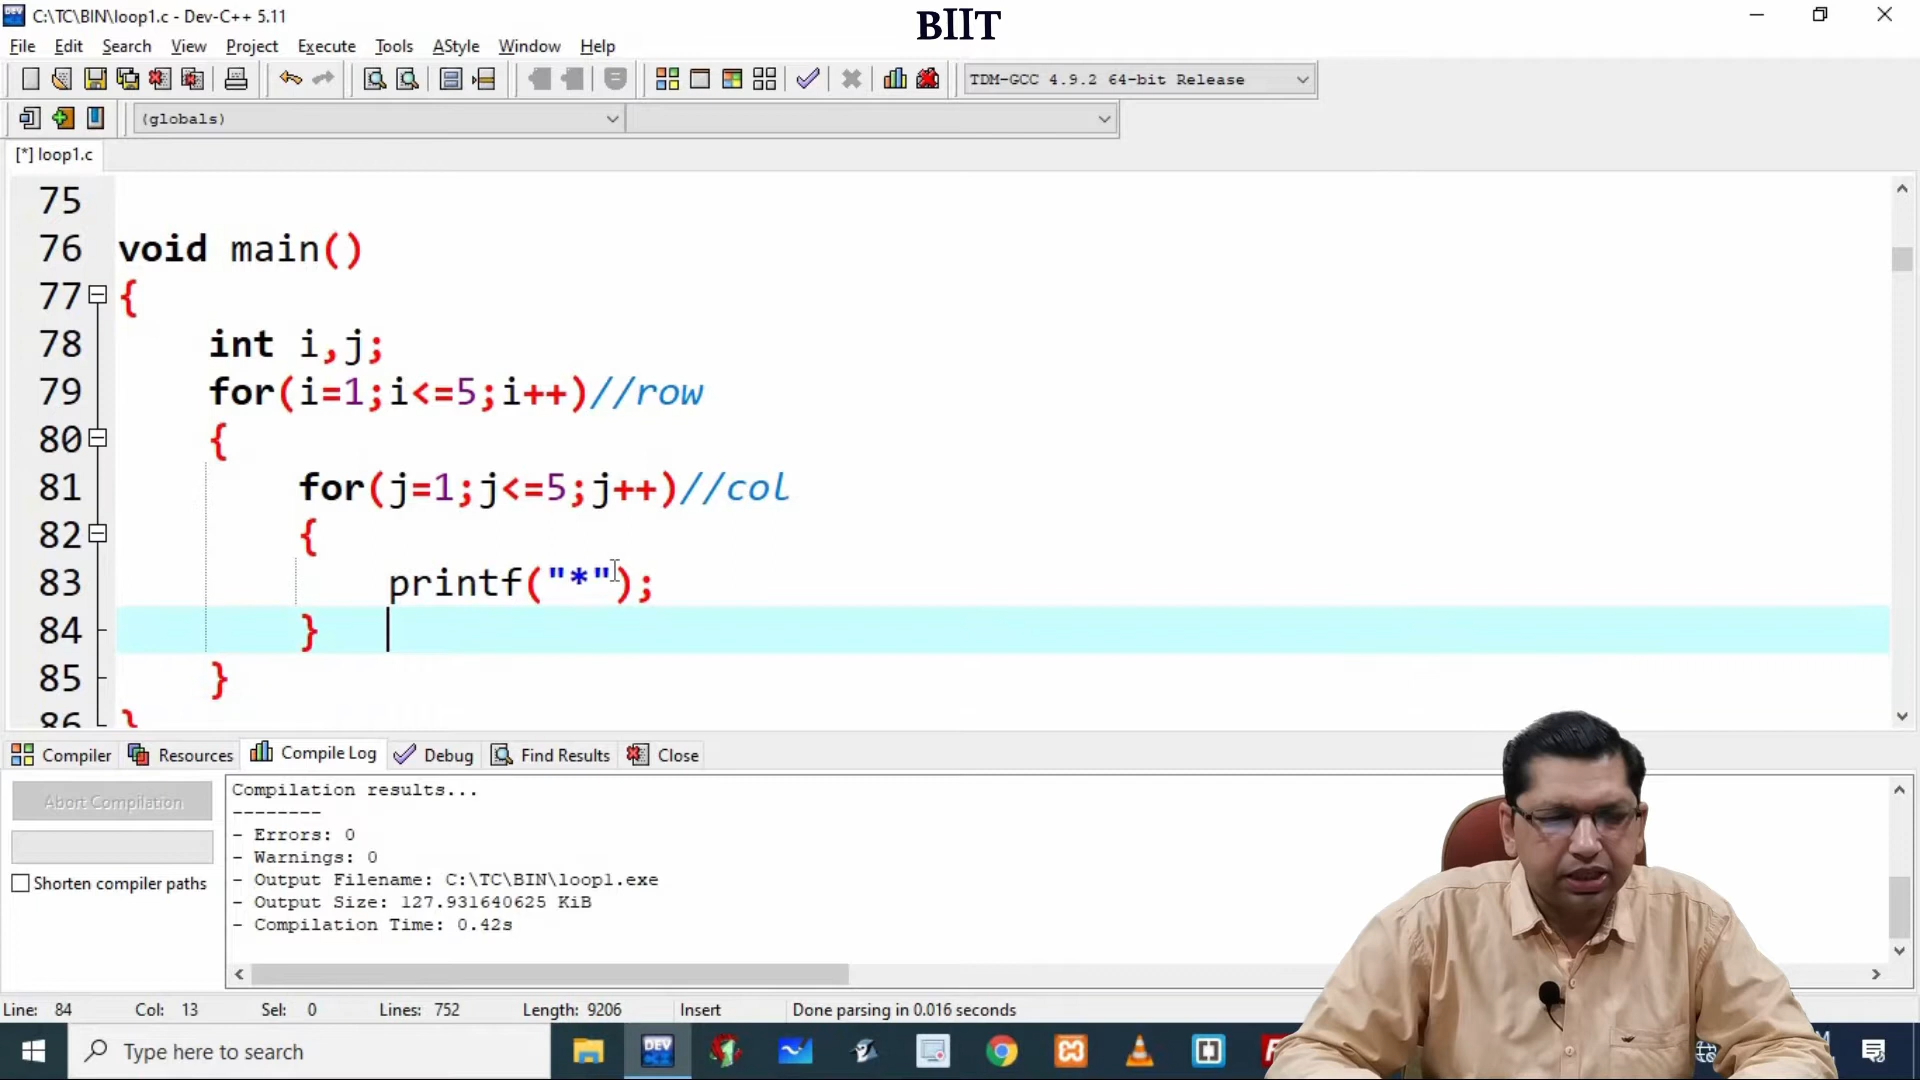 C:\TC\BIN\loop1.c - Dev-C++ 5.11
BIIT
File Edit Search View Project Execute Tools AStyle Window Help
TDM-GCC 4.9.2 64-bit Release
(globals)
[*] loop1.c
75
76 void main()
77 {
78 int i,j;
79 for(i=1;i<=5;i++)//row
80 {
81 for(j=1;j<=5;j++)//col
82 {
83 printf("*");
84 }
85 }
86 }
Compiler Resources Compile Log Debug Find Results Close
Abort Compilation
Shorten compiler paths
Compilation results...
--------
- Errors: 0
- Warnings: 0
- Output Filename: C:\TC\BIN\loop1.exe
- Output Size: 127.931640625 KiB
- Compilation Time: 0.42s
Line: 84 Col: 13 Sel: 0 Lines: 752 Length: 9206 Insert Done parsing in 0.016 seconds
Type here to search
DEV